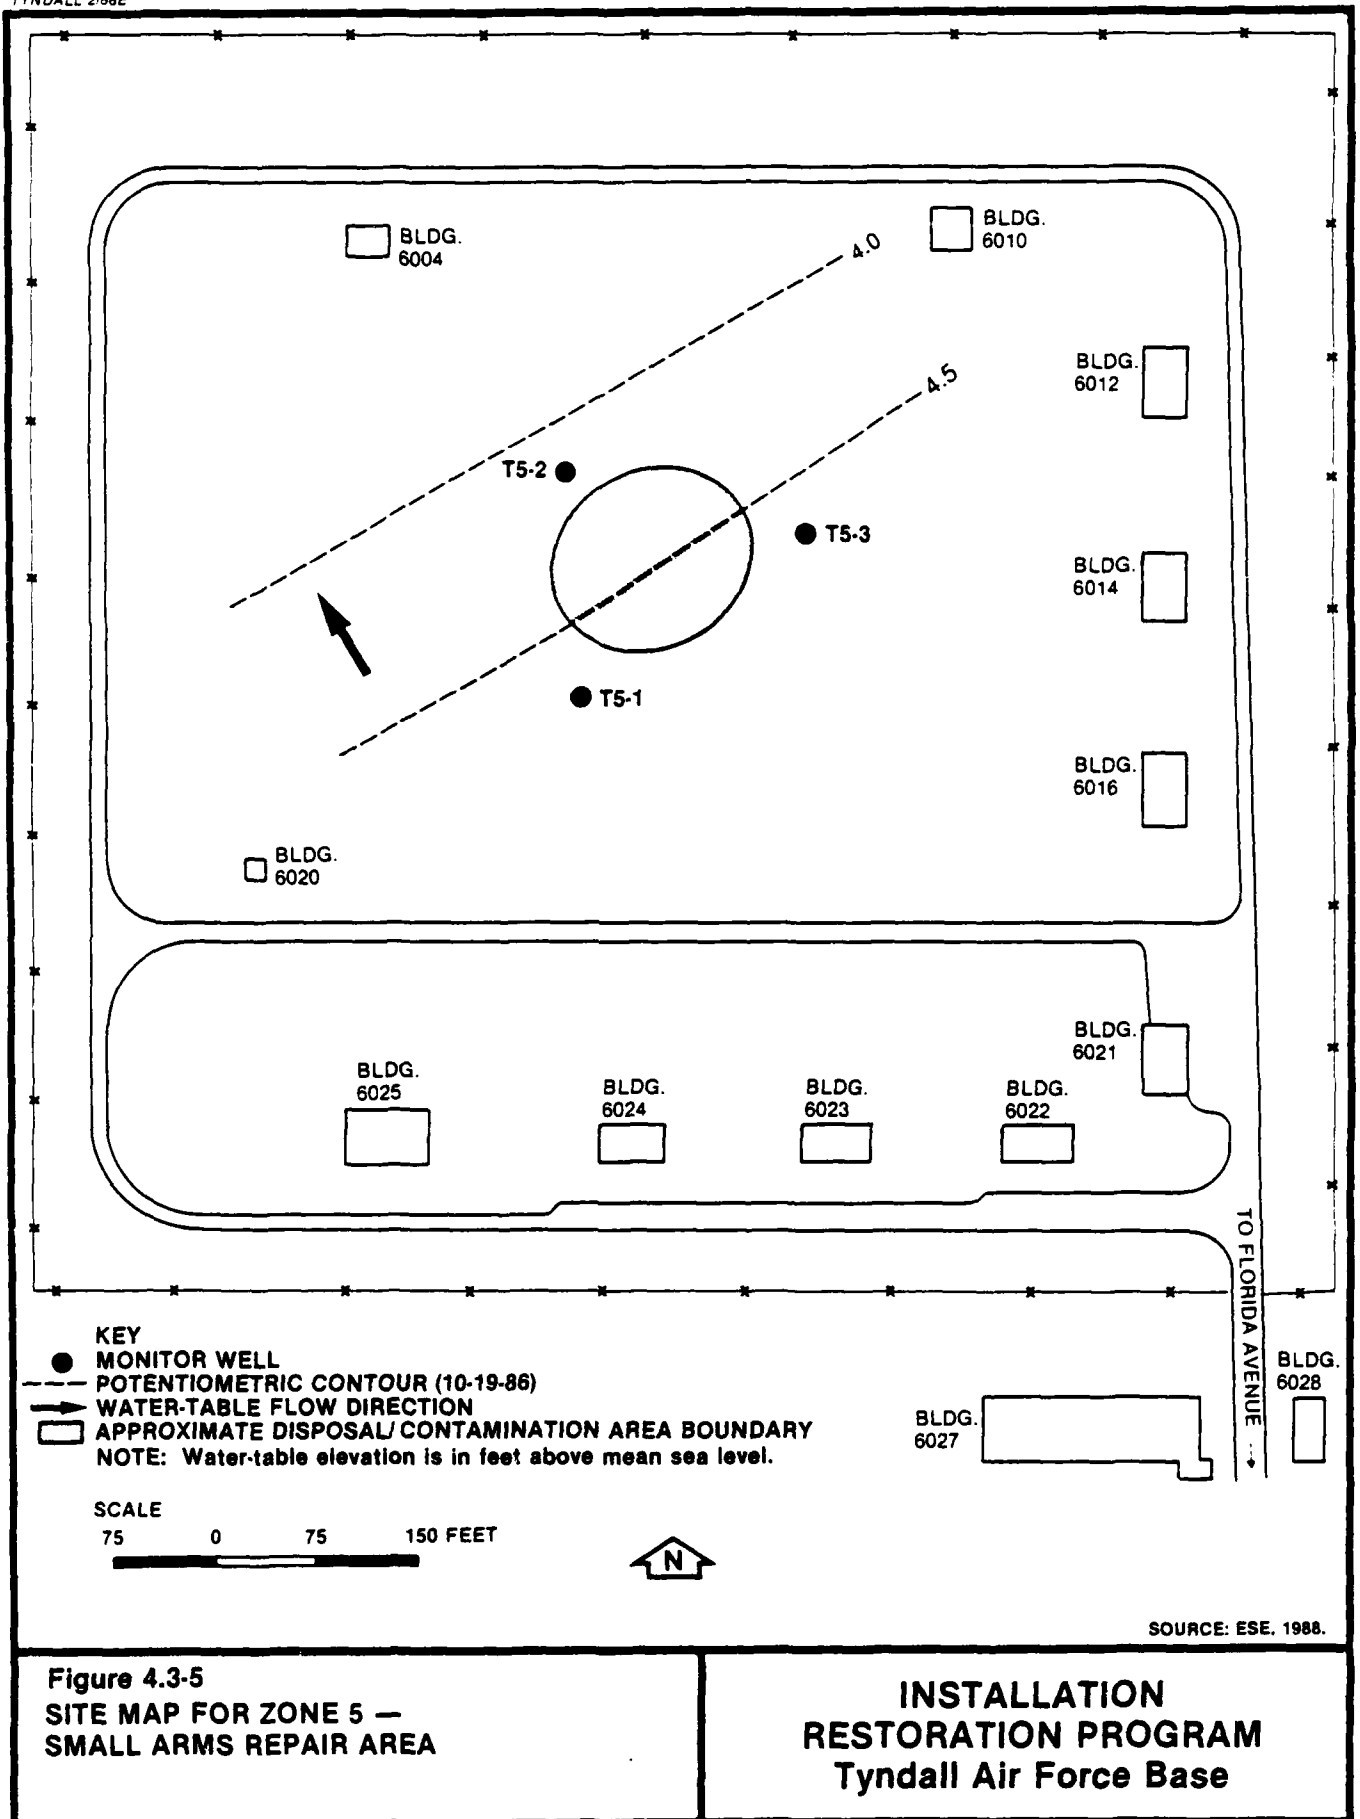 TYNDALL 2/88E
BLDG.
6004
BLDG.
6010
4.0
BLDG.
6012
4.5
T5-2
T5-3
BLDG.
6014
T5-1
BLDG.
6016
BLDG.
6020
BLDG.
6021
BLDG.
6025
BLDG.
6024
BLDG.
6023
BLDG.
6022
TO FLORIDA AVENUE
KEY
MONITOR WELL
POTENTIOMETRIC CONTOUR (10-19-86)
WATER-TABLE FLOW DIRECTION
APPROXIMATE DISPOSAL/CONTAMINATION AREA BOUNDARY
NOTE: Water-table elevation is in feet above mean sea level.
BLDG.
6028
BLDG.
6027
SCALE
75 0 75 150 FEET
N
SOURCE: ESE, 1988.
Figure 4.3-5
SITE MAP FOR ZONE 5 —
SMALL ARMS REPAIR AREA
INSTALLATION
RESTORATION PROGRAM
Tyndall Air Force Base